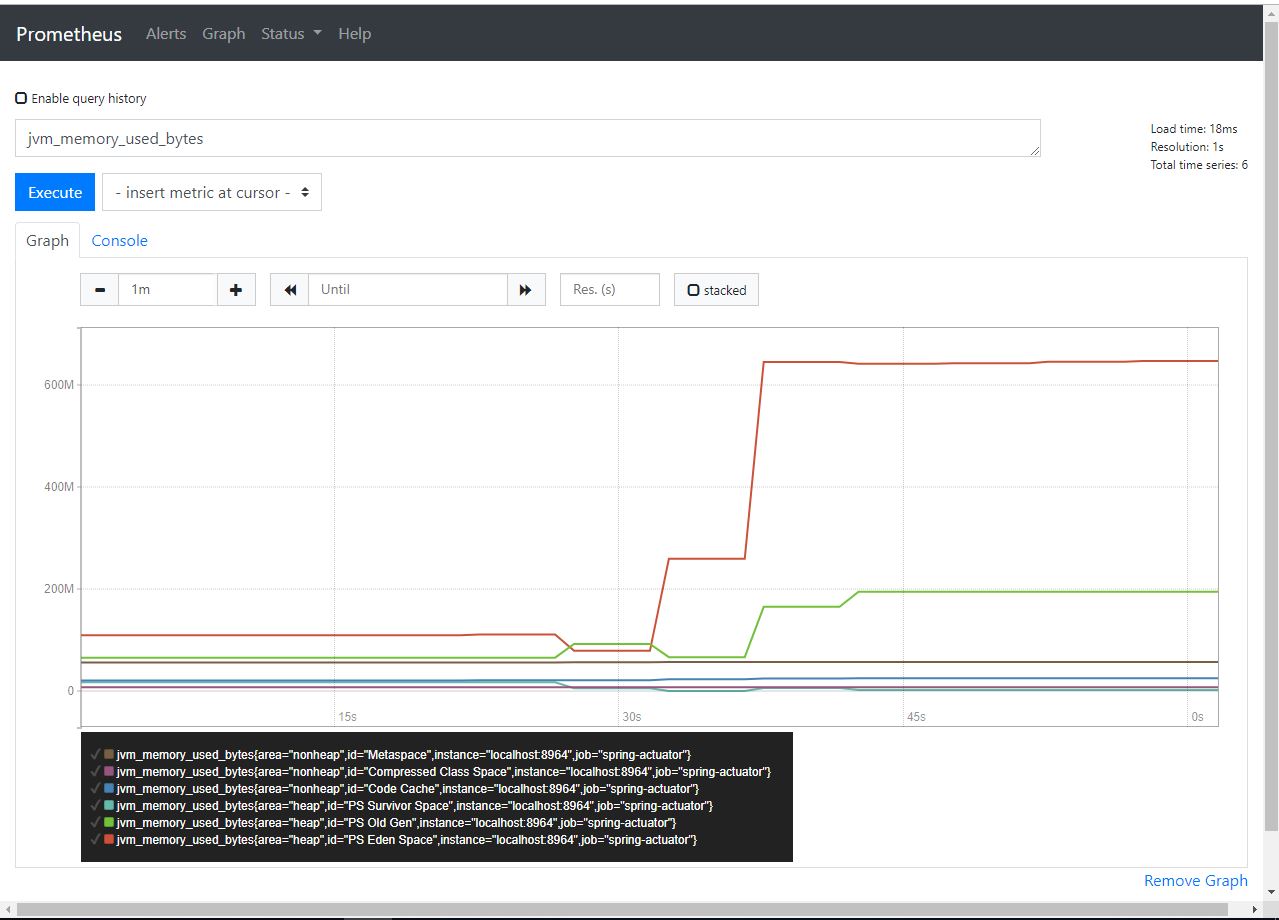 Prometheus Alerts Graph Status Help
Enable query history
jvm_memory_used_bytes
Load time: 18ms
Resolution: 1s
Total time series: 6
Execute - insert metric at cursor -
Graph Console
1m Until Res. (s) stacked
600M
400M
200M
0
15s 30s 45s 0s
jvm_memory_used_bytes{area="nonheap",id="Metaspace",instance="localhost:8964",job="spring-actuator"}
jvm_memory_used_bytes{area="nonheap",id="Compressed Class Space",instance="localhost:8964",job="spring-actuator"}
jvm_memory_used_bytes{area="nonheap",id="Code Cache",instance="localhost:8964",job="spring-actuator"}
jvm_memory_used_bytes{area="heap",id="PS Survivor Space",instance="localhost:8964",job="spring-actuator"}
jvm_memory_used_bytes{area="heap",id="PS Old Gen",instance="localhost:8964",job="spring-actuator"}
jvm_memory_used_bytes{area="heap",id="PS Eden Space",instance="localhost:8964",job="spring-actuator"}
Remove Graph